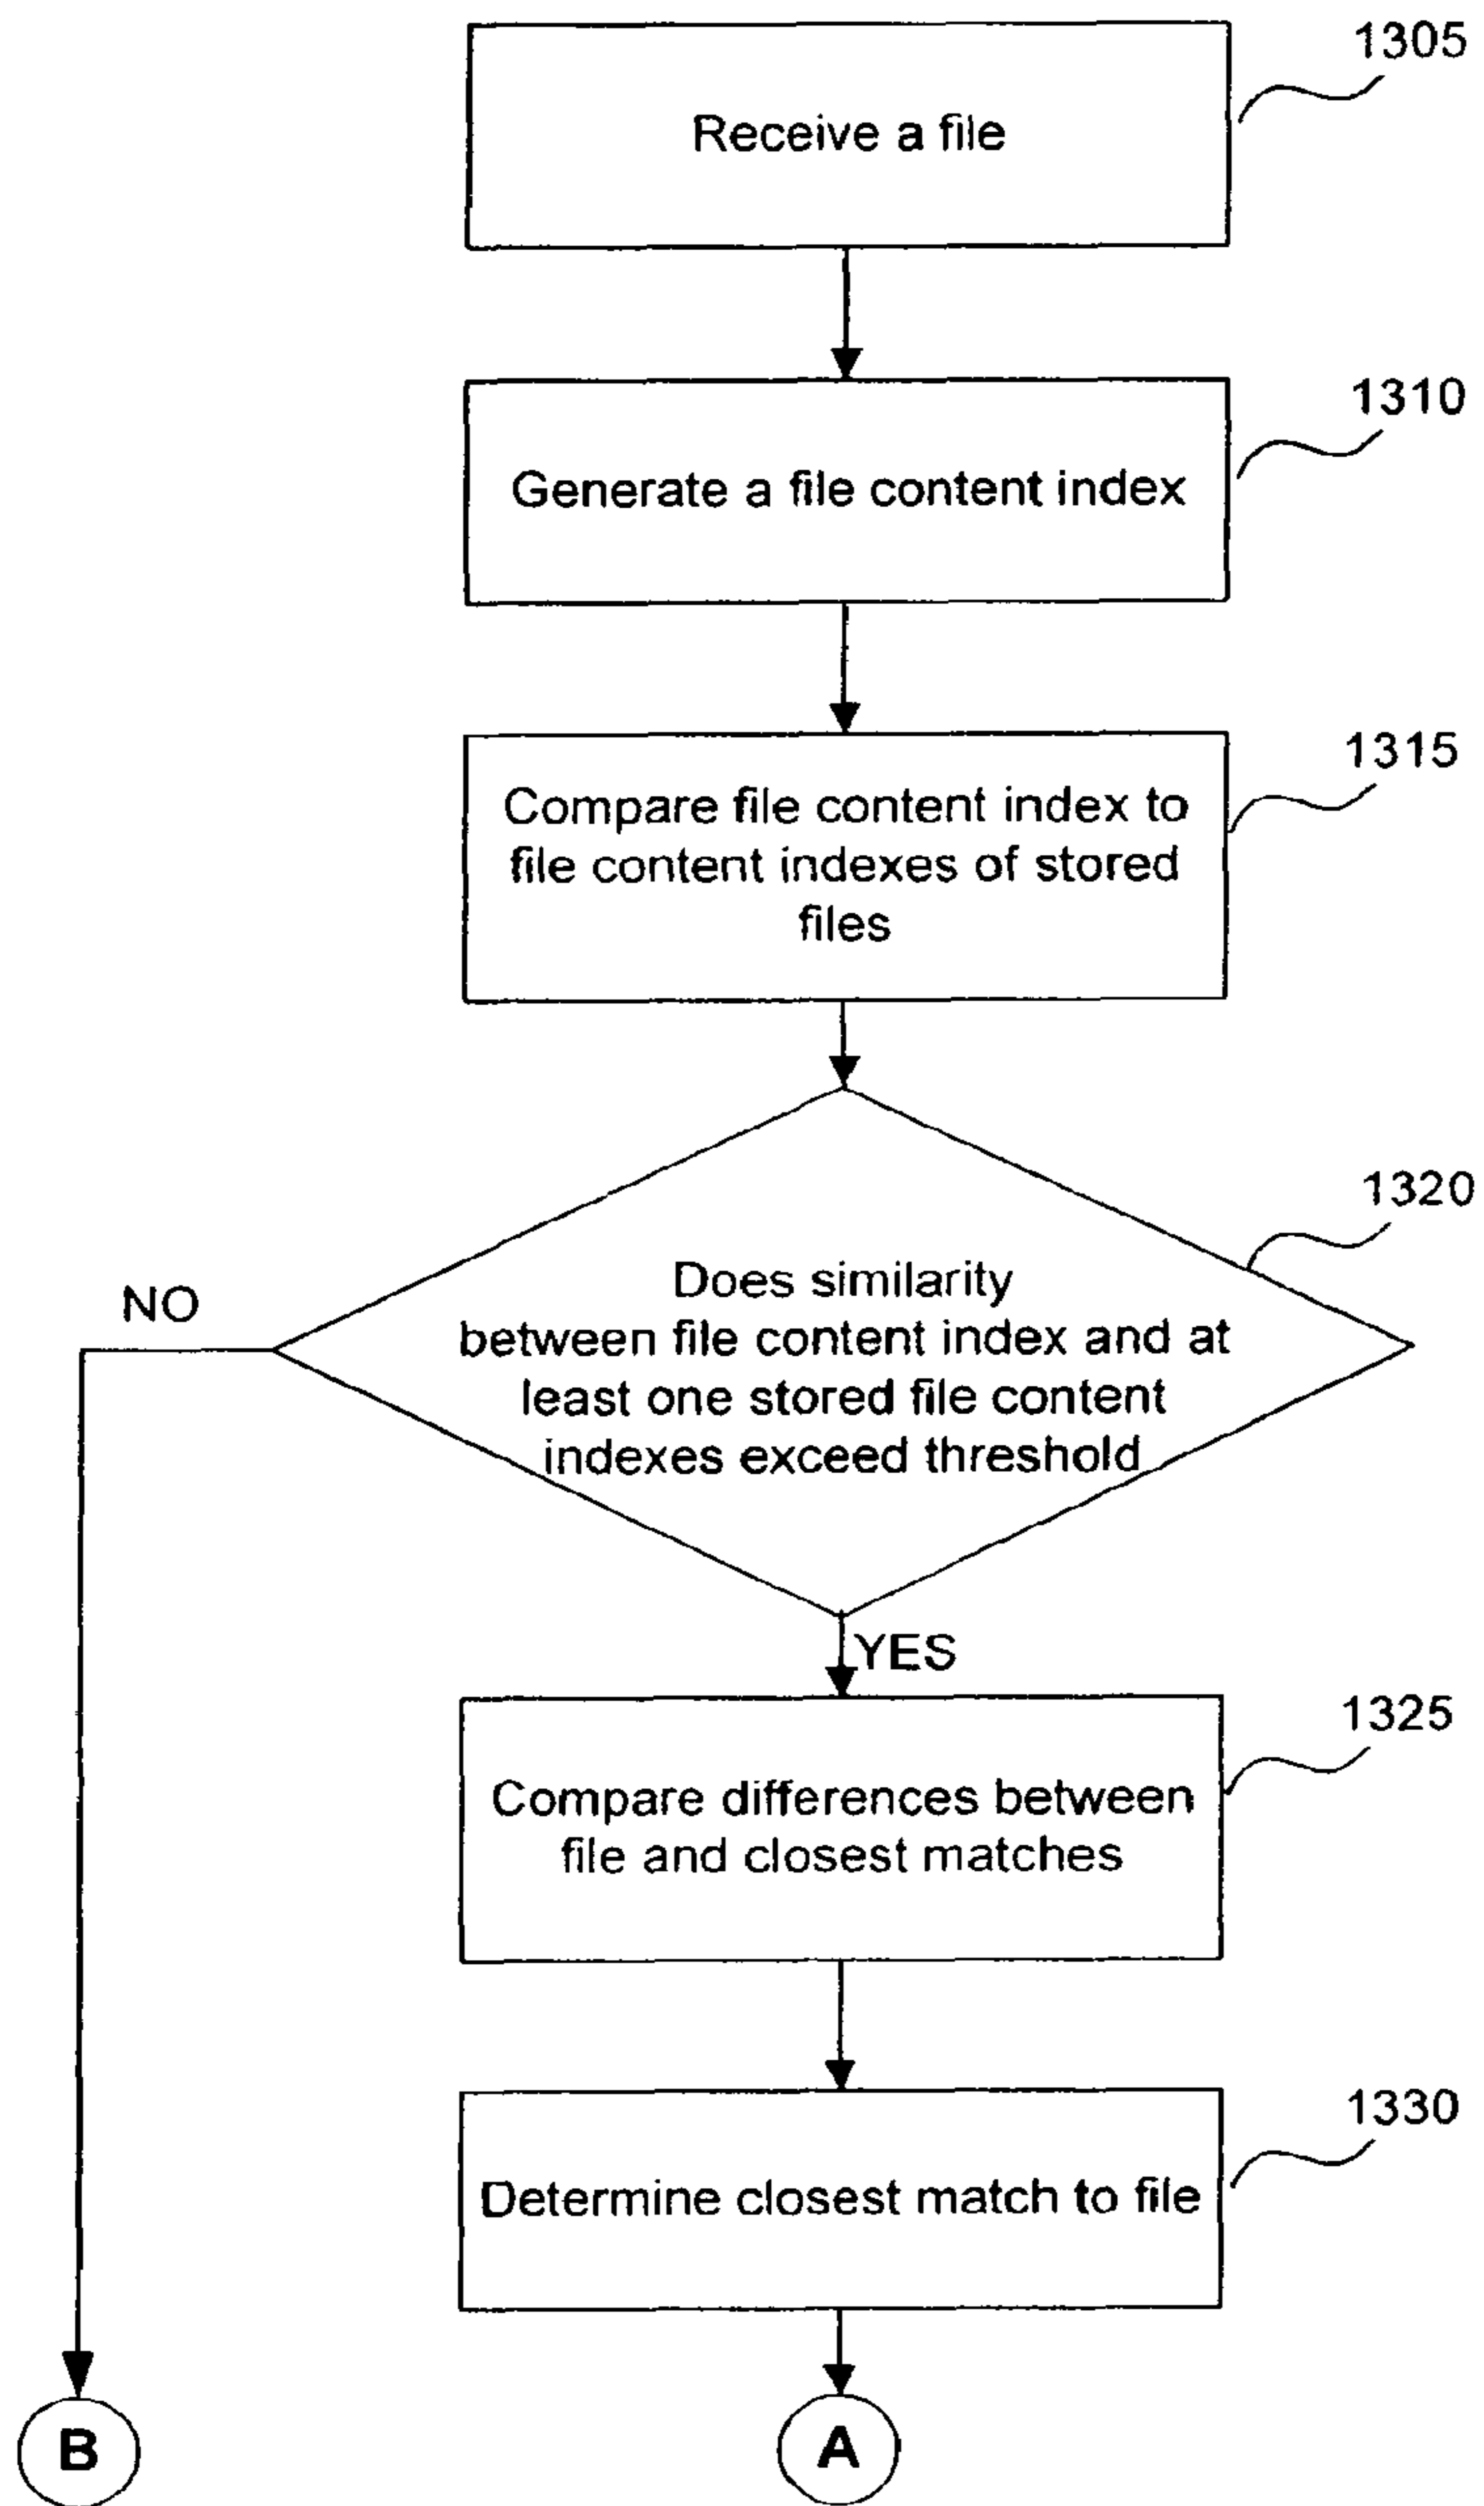 1305
Receive a file
1310
Generate a file content index
1315
Compare file content index to
file content indexes of stored
files
1320
Does similarity
between file content index and at
least one stored file content
indexes exceed threshold
NO
YES
1325
Compare differences between
file and closest matches
1330
Determine closest match to file
B
A